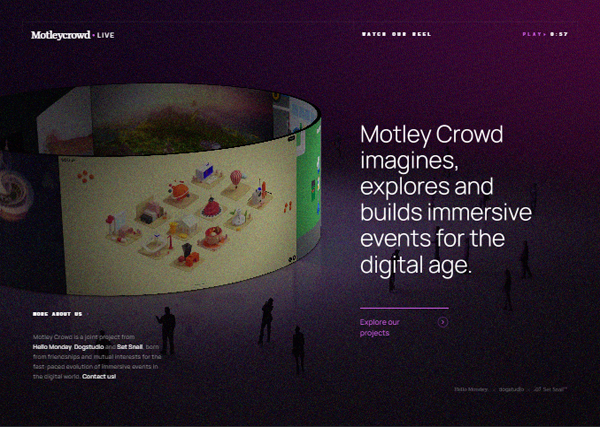 Motleycrowd • LIVE
WATCH OUR REEL
PLAY▸ 0:57
Motley Crowd
imagines,
explores and
builds immersive
events for the
digital age.
Explore our
projects
MORE ABOUT US
Motley Crowd is a joint project from
Hello Monday, Dogstudio and Set Snail, born
from friendships and mutual interests for the
fast-paced evolution of immersive events in
the digital world. Contact us!
Hello Monday
dogstudio
Set Snail™